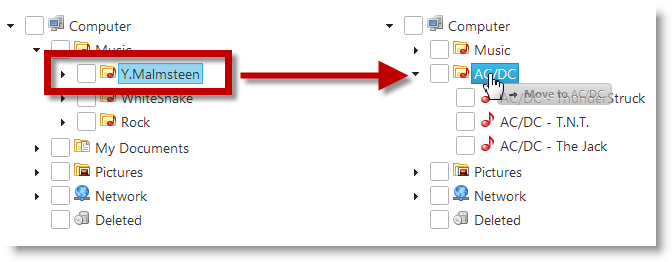 Computer
Music
Y.Malmsteen
WhiteSnake
Rock
My Documents
Pictures
Network
Deleted
Computer
Music
AC/DC
Move to AC/DC
AC/DC - ThunderStruck
AC/DC - T.N.T.
AC/DC - The Jack
Pictures
Network
Deleted